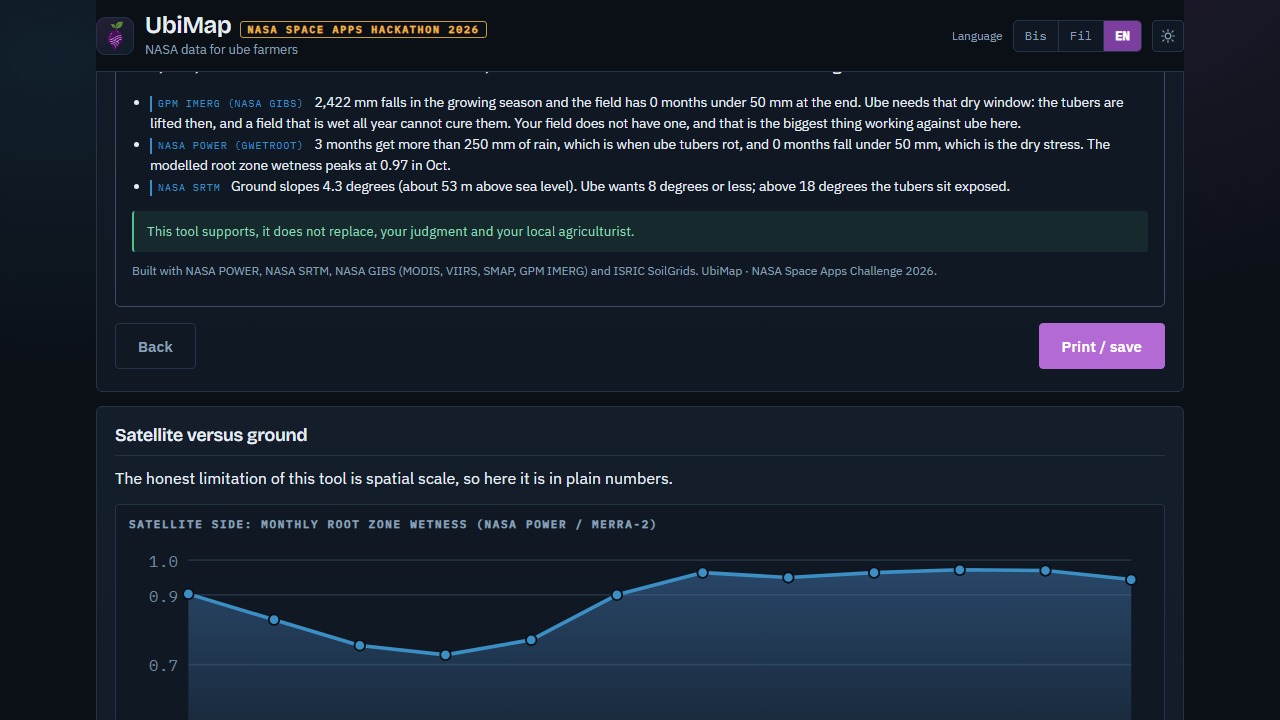 UbiMap NASA SPACE APPS HACKATHON 2026
NASA data for ube farmers
Language Bis Fil EN
GPM IMERG (NASA GIBS) 2,422 mm falls in the growing season and the field has 0 months under 50 mm at the end. Ube needs that dry window: the tubers are
lifted then, and a field that is wet all year cannot cure them. Your field does not have one, and that is the biggest thing working against ube here.
NASA POWER (GWETROOT) 3 months get more than 250 mm of rain, which is when ube tubers rot, and 0 months fall under 50 mm, which is the dry stress. The
modelled root zone wetness peaks at 0.97 in Oct.
NASA SRTM Ground slopes 4.3 degrees (about 53 m above sea level). Ube wants 8 degrees or less; above 18 degrees the tubers sit exposed.
This tool supports, it does not replace, your judgment and your local agriculturist.
Built with NASA POWER, NASA SRTM, NASA GIBS (MODIS, VIIRS, SMAP, GPM IMERG) and ISRIC SoilGrids. UbiMap · NASA Space Apps Challenge 2026.
Back
Print / save
Satellite versus ground
The honest limitation of this tool is spatial scale, so here it is in plain numbers.
SATELLITE SIDE: MONTHLY ROOT ZONE WETNESS (NASA POWER / MERRA-2)
1.0
0.9
0.7